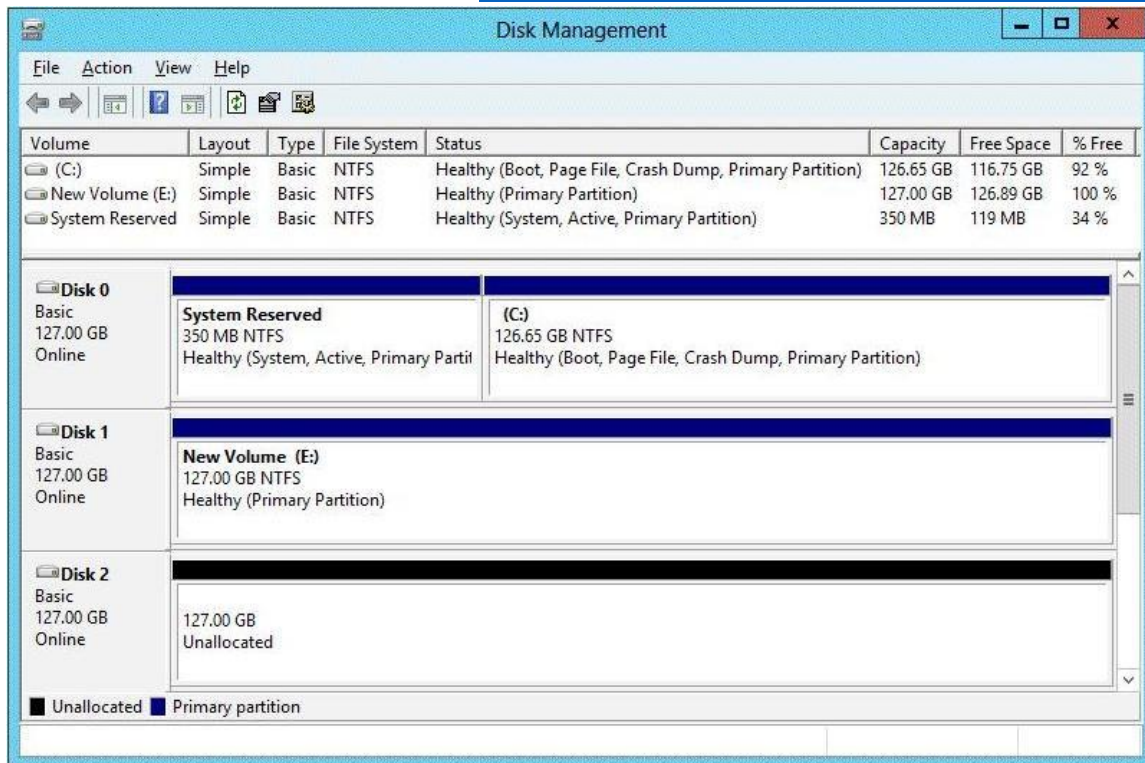 Disk Management
File Action View Help
Volume Layout Type File System Status Capacity Free Space % Free
(C:) Simple Basic NTFS Healthy (Boot, Page File, Crash Dump, Primary Partition) 126.65 GB 116.75 GB 92 %
New Volume (E:) Simple Basic NTFS Healthy (Primary Partition) 127.00 GB 126.89 GB 100 %
System Reserved Simple Basic NTFS Healthy (System, Active, Primary Partition) 350 MB 119 MB 34 %
Disk 0
Basic
127.00 GB
Online
System Reserved
350 MB NTFS
Healthy (System, Active, Primary Partit
(C:)
126.65 GB NTFS
Healthy (Boot, Page File, Crash Dump, Primary Partition)
Disk 1
Basic
127.00 GB
Online
New Volume (E:)
127.00 GB NTFS
Healthy (Primary Partition)
Disk 2
Basic
127.00 GB
Online
127.00 GB
Unallocated
Unallocated Primary partition